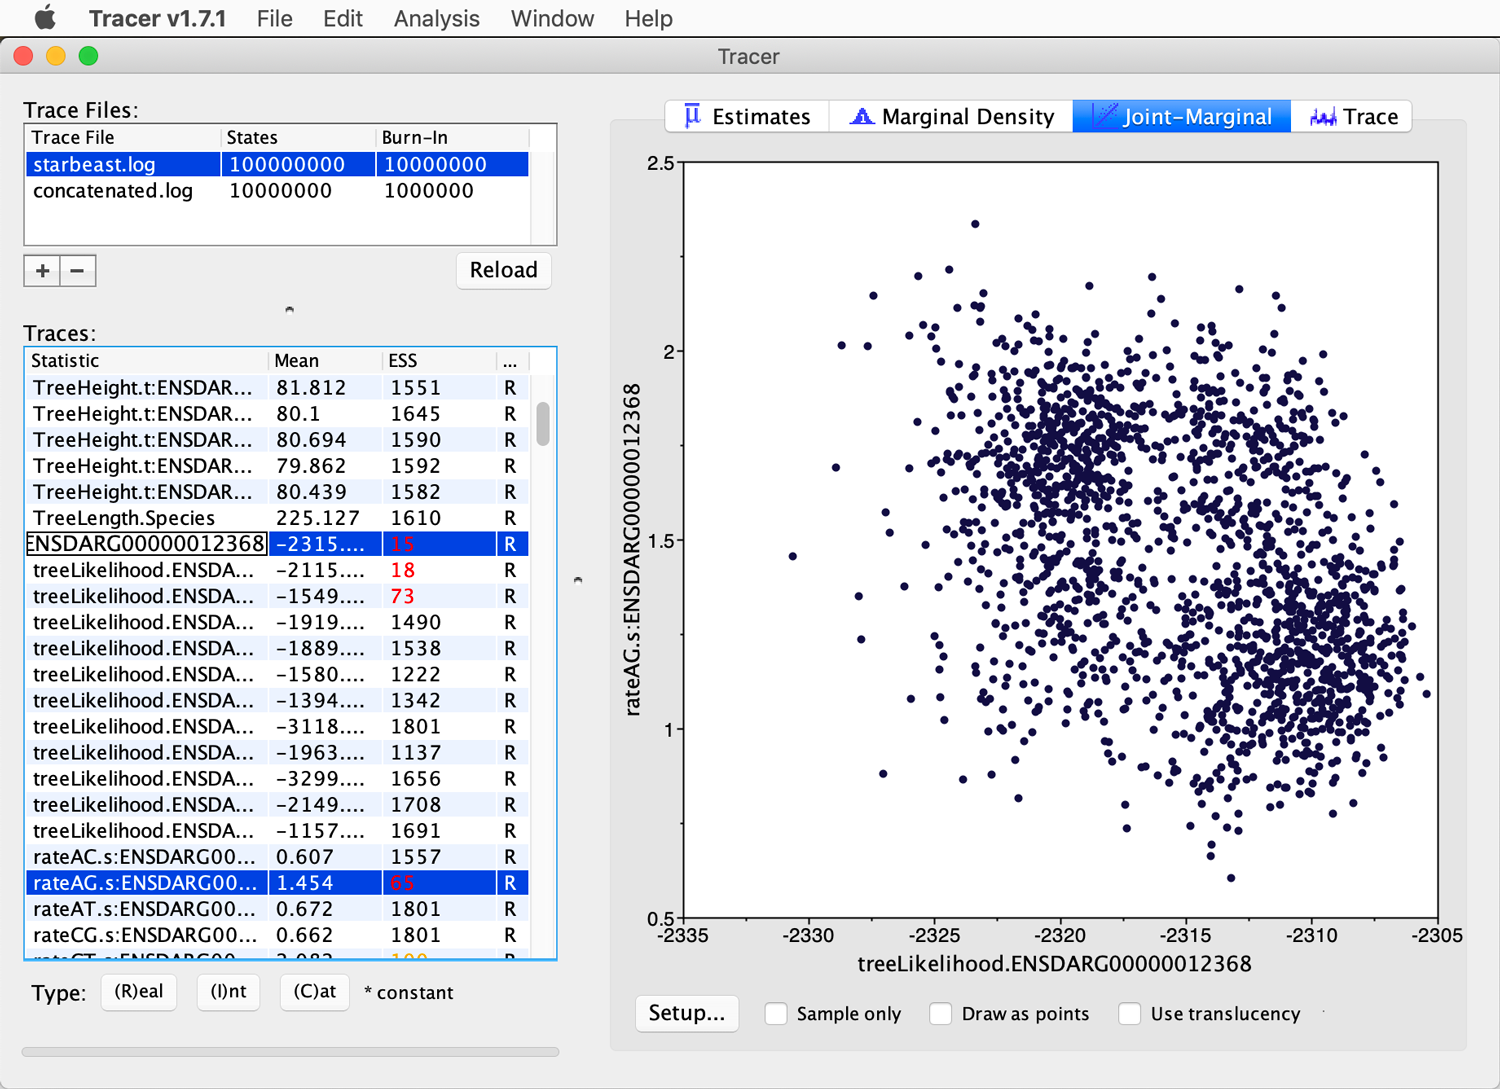 Tracer v1.7.1 File Edit Analysis Window Help
Tracer
Trace Files:
Trace File States Burn-In
starbeast.log 100000000 10000000
concatenated.log 10000000 1000000
+ − Reload
Traces:
Statistic Mean ESS ...
TreeHeight.t:ENSDAR... 81.812 1551 R
TreeHeight.t:ENSDAR... 80.1 1645 R
TreeHeight.t:ENSDAR... 80.694 1590 R
TreeHeight.t:ENSDAR... 79.862 1592 R
TreeHeight.t:ENSDAR... 80.439 1582 R
TreeLength.Species 225.127 1610 R
ENSDARG00000012368 -2315.... 15 R
treeLikelihood.ENSDA... -2115.... 18 R
treeLikelihood.ENSDA... -1549.... 73 R
treeLikelihood.ENSDA... -1919.... 1490 R
treeLikelihood.ENSDA... -1889.... 1538 R
treeLikelihood.ENSDA... -1580.... 1222 R
treeLikelihood.ENSDA... -1394.... 1342 R
treeLikelihood.ENSDA... -3118.... 1801 R
treeLikelihood.ENSDA... -1963.... 1137 R
treeLikelihood.ENSDA... -3299.... 1656 R
treeLikelihood.ENSDA... -2149.... 1708 R
treeLikelihood.ENSDA... -1157.... 1691 R
rateAC.s:ENSDARG00... 0.607 1557 R
rateAG.s:ENSDARG00... 1.454 65 R
rateAT.s:ENSDARG00... 0.672 1801 R
rateCG.s:ENSDARG00... 0.662 1801 R
Type: (R)eal (I)nt (C)at * constant
μ Estimates Marginal Density Joint-Marginal Trace
2.5
2
1.5
1
0.5
rateAG.s:ENSDARG00000012368
-2335 -2330 -2325 -2320 -2315 -2310 -2305
treeLikelihood.ENSDARG00000012368
Setup... Sample only Draw as points Use translucency